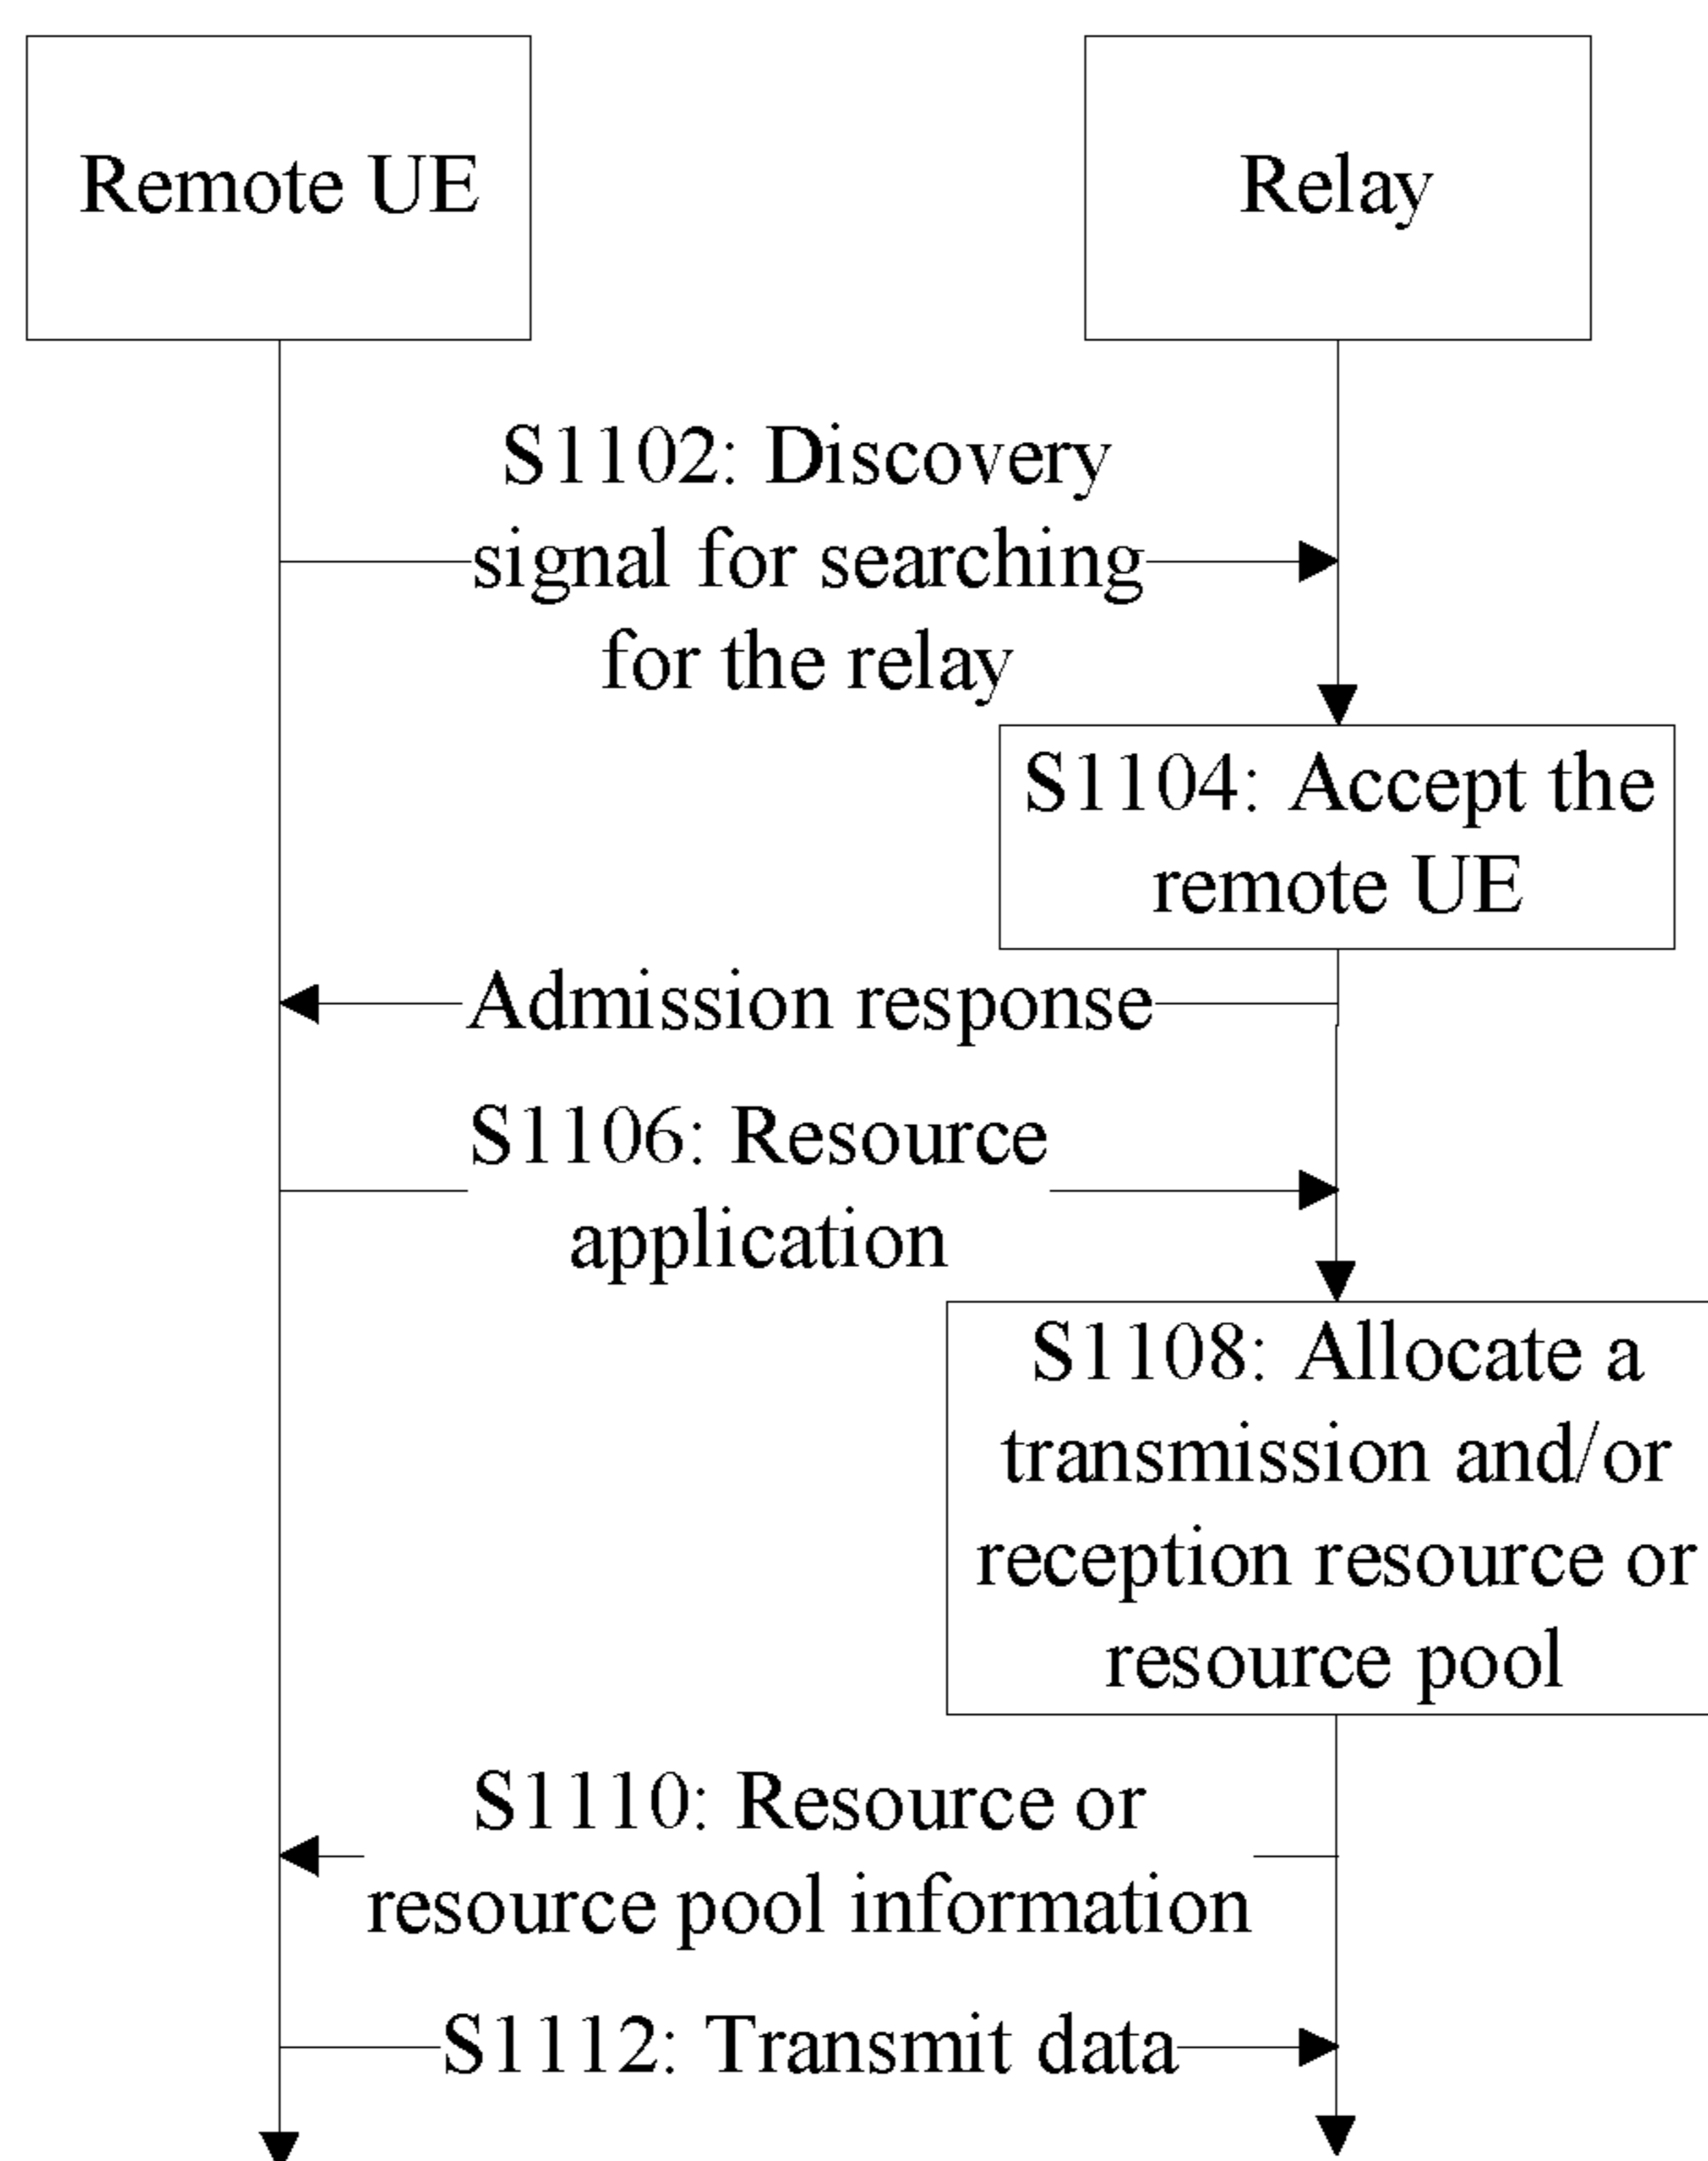 Remote UE
Relay
S1102: Discovery
signal for searching
for the relay
S1104: Accept the
remote UE
Admission response
S1106: Resource
application
S1108: Allocate a
transmission and/or
reception resource or
resource pool
S1110: Resource or
resource pool information
S1112: Transmit data